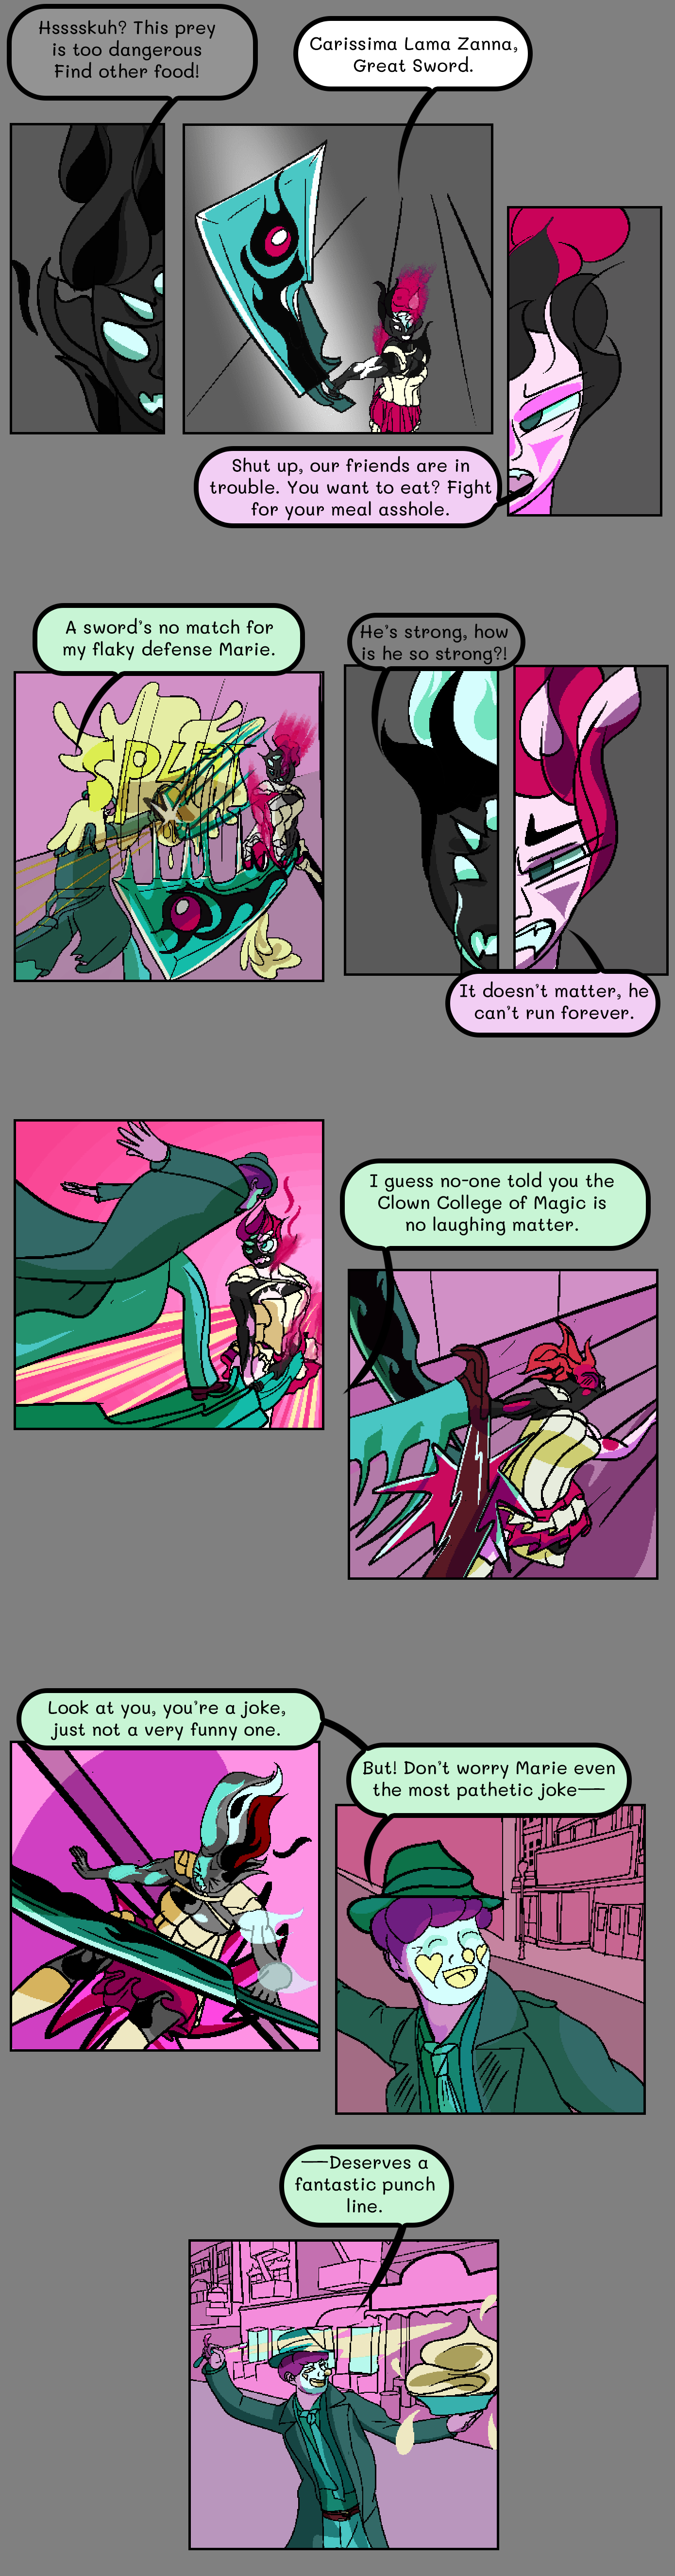 Hsssskuh? This prey
is too dangerous
Find other food!
Carissima Lama Zanna,
Great Sword.
Shut up, our friends are in
trouble. You want to eat? Fight
for your meal asshole.
A sword's no match for
my flaky defense Marie.
SPLAT
He's strong, how
is he so strong?!
It doesn't matter, he
can't run forever.
I guess no-one told you the
Clown College of Magic is
no laughing matter.
Look at you, you're a joke,
just not a very funny one.
But! Don't worry Marie even
the most pathetic joke——
——Deserves a
fantastic punch
line.